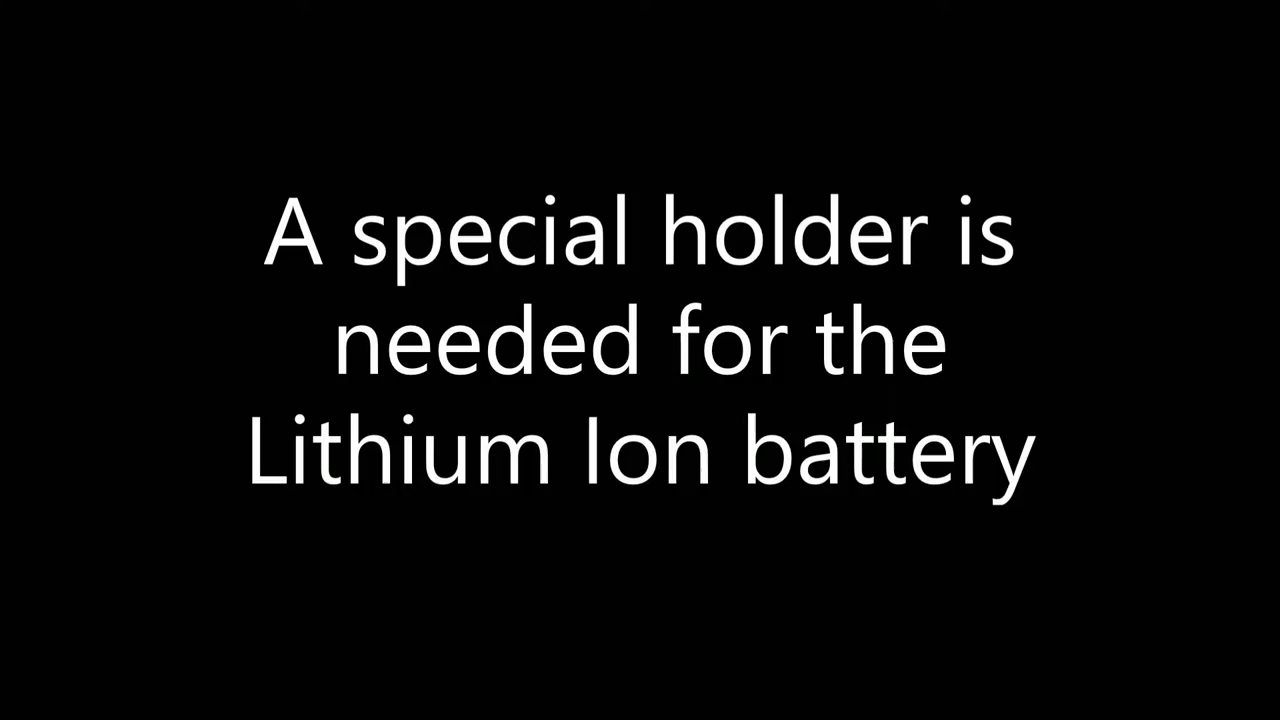 A special holder is
needed for the
Lithium Ion battery